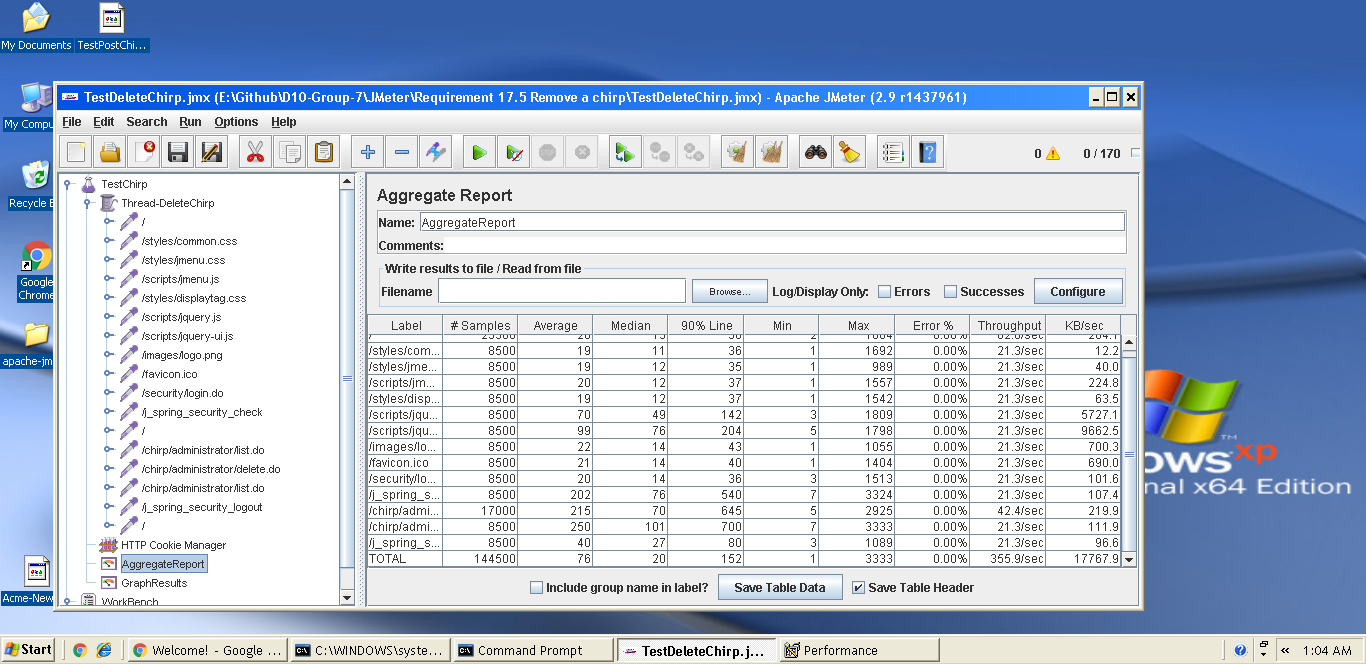 My Documents
TestPostChi...
My Compu
Recycle B
Google
Chrome
apache-jm
Acme-New
TestDeleteChirp.jmx (E:\Github\D10-Group-7\JMeter\Requirement 17.5 Remove a chirp\TestDeleteChirp.jmx) - Apache JMeter (2.9 r1437961)
File Edit Search Run Options Help
0 0 / 170
TestChirp
Thread-DeleteChirp
/
/styles/common.css
/styles/jmenu.css
/scripts/jmenu.js
/styles/displaytag.css
/scripts/jquery.js
/scripts/jquery-ui.js
/images/logo.png
/favicon.ico
/security/login.do
/j_spring_security_check
/
/chirp/administrator/list.do
/chirp/administrator/delete.do
/chirp/administrator/list.do
/j_spring_security_logout
/
HTTP Cookie Manager
AggregateReport
GraphResults
WorkBench
Aggregate Report
Name: AggregateReport
Comments:
Write results to file / Read from file
Filename Browse... Log/Display Only: Errors Successes Configure
Label # Samples Average Median 90% Line Min Max Error % Throughput KB/sec
/styles/com... 8500 19 11 36 1 1692 0.00% 21.3/sec 12.2
/styles/jme... 8500 19 12 35 1 989 0.00% 21.3/sec 40.0
/scripts/jm... 8500 20 12 37 1 1557 0.00% 21.3/sec 224.8
/styles/disp... 8500 19 12 37 1 1542 0.00% 21.3/sec 63.5
/scripts/jqu... 8500 70 49 142 3 1809 0.00% 21.3/sec 5727.1
/scripts/jqu... 8500 99 76 204 5 1798 0.00% 21.3/sec 9662.5
/images/lo... 8500 22 14 43 1 1055 0.00% 21.3/sec 700.3
/favicon.ico 8500 21 14 40 1 1404 0.00% 21.3/sec 690.0
/security/lo... 8500 20 14 36 3 1513 0.00% 21.3/sec 101.6
/j_spring_s... 8500 202 76 540 7 3324 0.00% 21.3/sec 107.4
/chirp/admi... 17000 215 70 645 5 2925 0.00% 42.4/sec 219.9
/chirp/admi... 8500 250 101 700 7 3333 0.00% 21.3/sec 111.9
/j_spring_s... 8500 40 27 80 3 1089 0.00% 21.3/sec 96.6
TOTAL 144500 76 20 152 1 3333 0.00% 355.9/sec 17767.9
Include group name in label? Save Table Data Save Table Header
ows xp
TM
nal x64 Edition
Start Welcome! - Google ... C:\WINDOWS\syste... Command Prompt TestDeleteChirp.j... Performance 1:04 AM